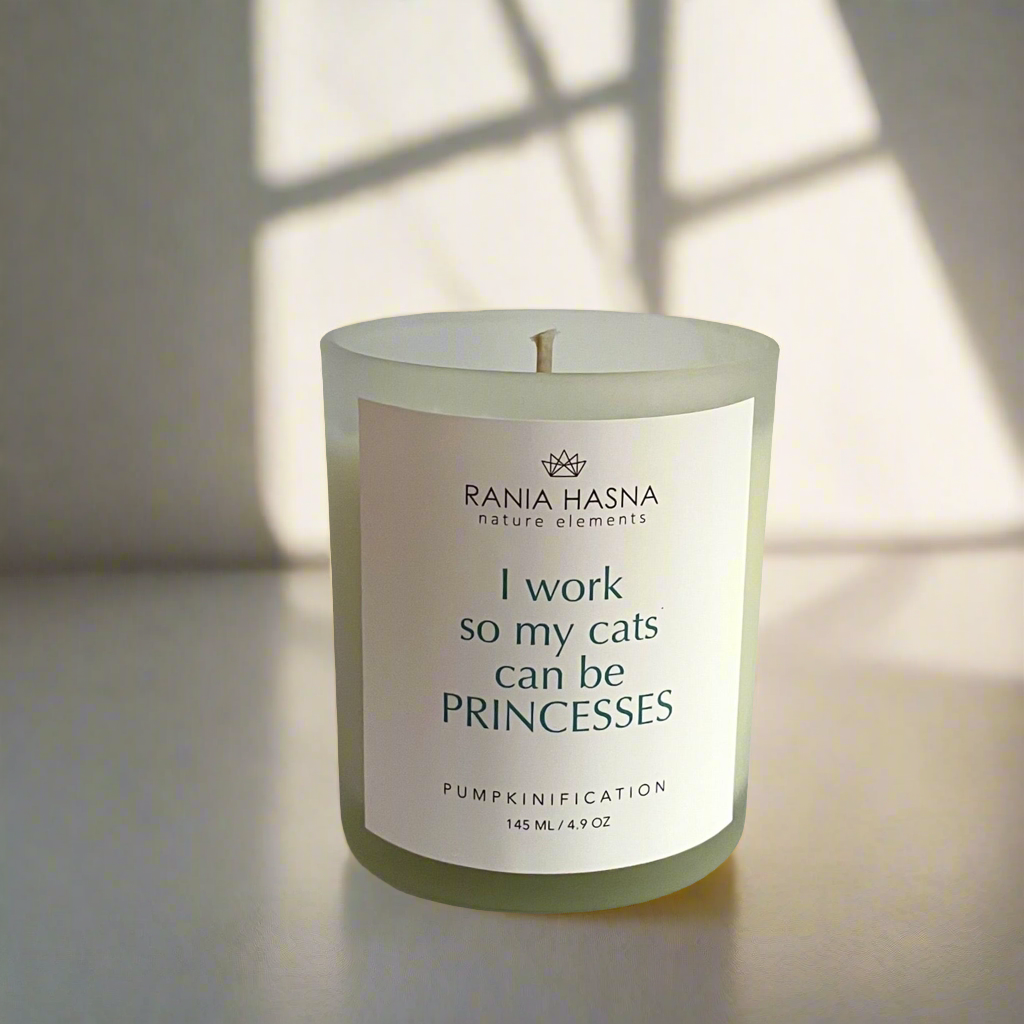 RANIA HASNA
nature elements
I work
so my cats
can be
PRINCESSES
PUMPKINIFICATION
145 ML / 4.9 OZ